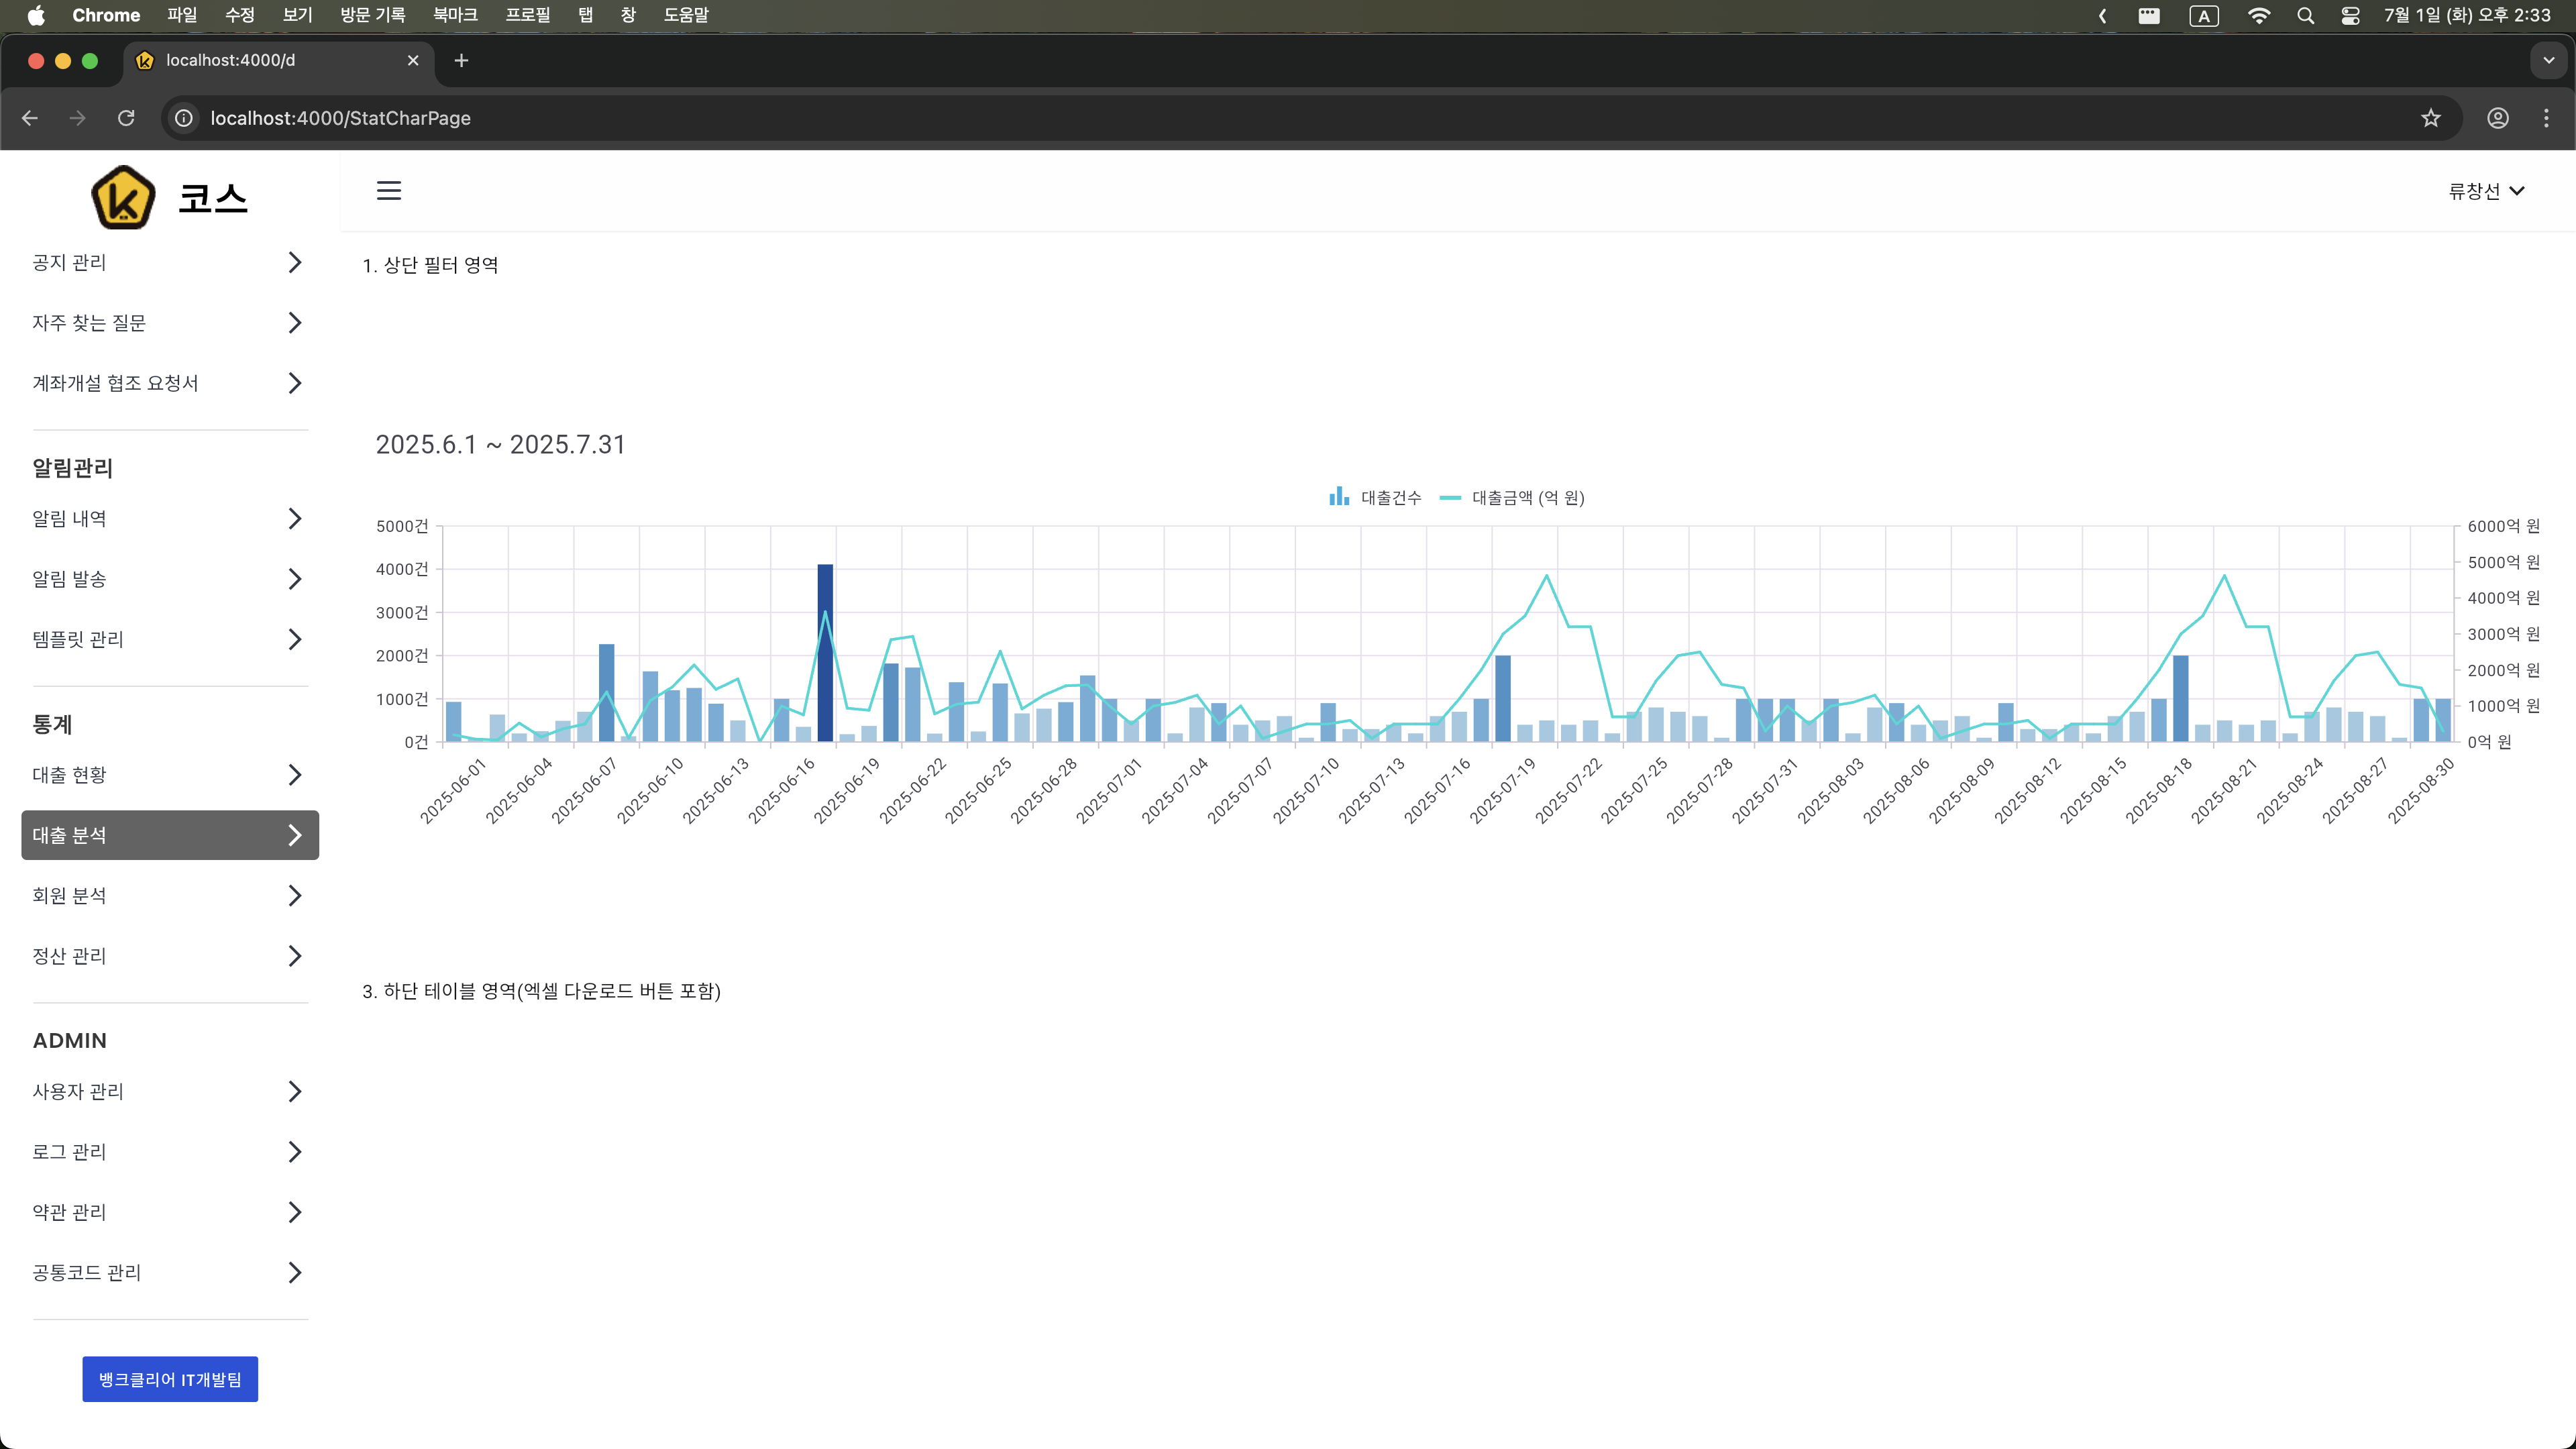 Chrome 파일 수정 보기 방문 기록 북마크 프로필 탭 창 도움말
A 7월 1일 (화) 오후 2:33
localhost:4000/d
localhost:4000/StatCharPage
코스
공지 관리
자주 찾는 질문
계좌개설 협조 요청서
알림관리
알림 내역
알림 발송
템플릿 관리
통계
대출 현황
대출 분석
회원 분석
정산 관리
ADMIN
사용자 관리
로그 관리
약관 관리
공통코드 관리
뱅크클리어 IT개발팀
류창선
1. 상단 필터 영역
2025.6.1 ~ 2025.7.31
대출건수 대출금액 (억 원)
5000건
4000건
3000건
2000건
1000건
0건
6000억 원
5000억 원
4000억 원
3000억 원
2000억 원
1000억 원
0억 원
2025-06-01
2025-06-04
2025-06-07
2025-06-10
2025-06-13
2025-06-16
2025-06-19
2025-06-22
2025-06-25
2025-06-28
2025-07-01
2025-07-04
2025-07-07
2025-07-10
2025-07-13
2025-07-16
2025-07-19
2025-07-22
2025-07-25
2025-07-28
2025-07-31
2025-08-03
2025-08-06
2025-08-09
2025-08-12
2025-08-15
2025-08-18
2025-08-21
2025-08-24
2025-08-27
2025-08-30
3. 하단 테이블 영역(엑셀 다운로드 버튼 포함)